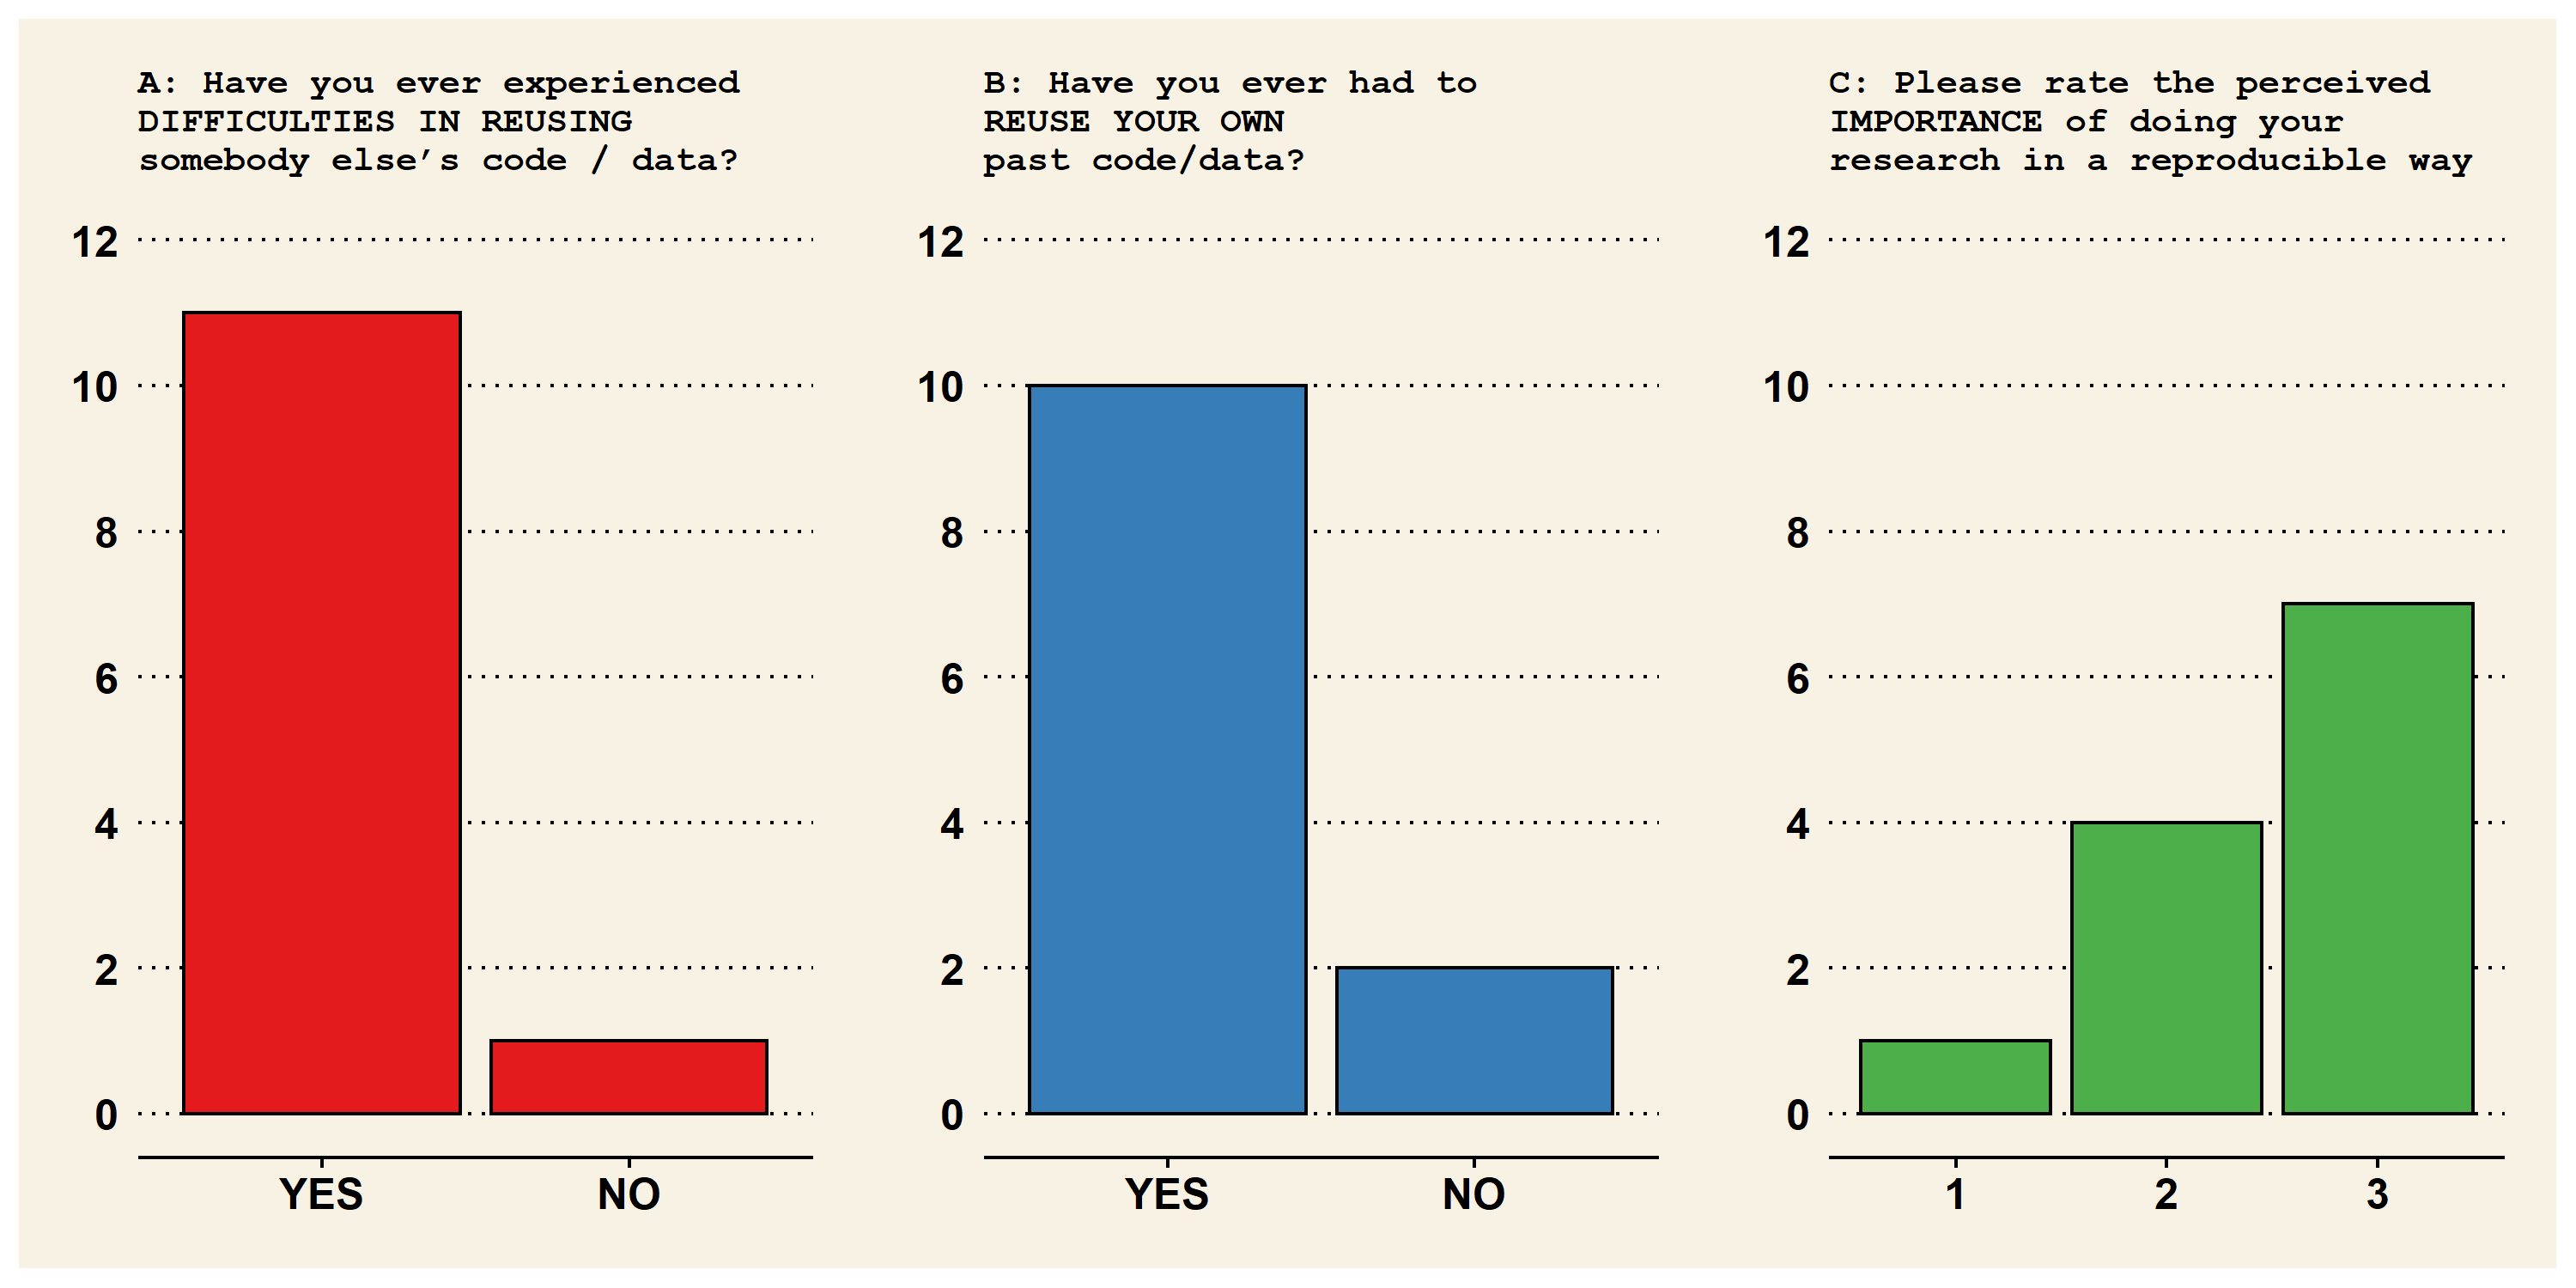 A: Have you ever experienced
DIFFICULTIES IN REUSING
somebody else’s code / data?
12
10
8
6
4
2
0
YES NO
B: Have you ever had to
REUSE YOUR OWN
past code/data?
12
10
8
6
4
2
0
YES NO
C: Please rate the perceived
IMPORTANCE of doing your
research in a reproducible way
12
10
8
6
4
2
0
1 2 3